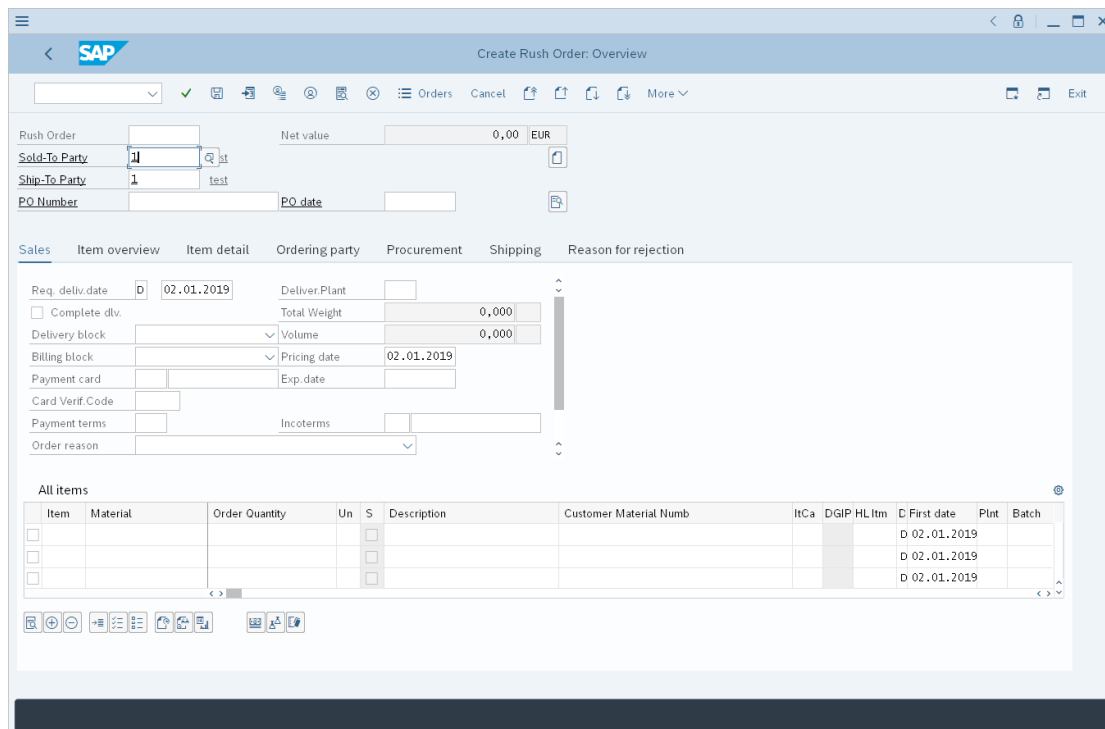 SAP
Create Rush Order: Overview
Orders Cancel More Exit
Rush Order Net value 0,00 EUR
Sold-To Party 1 st
Ship-To Party 1 test
PO Number PO date
Sales Item overview Item detail Ordering party Procurement Shipping Reason for rejection
Req. deliv.date D 02.01.2019 Deliver.Plant
Complete dlv. Total Weight 0,000
Delivery block Volume 0,000
Billing block Pricing date 02.01.2019
Payment card Exp.date
Card Verif.Code
Payment terms Incoterms
Order reason
All items
Item Material Order Quantity Un S Description Customer Material Numb ItCa DGIP HL Itm D First date Plnt Batch
D 02.01.2019
D 02.01.2019
D 02.01.2019